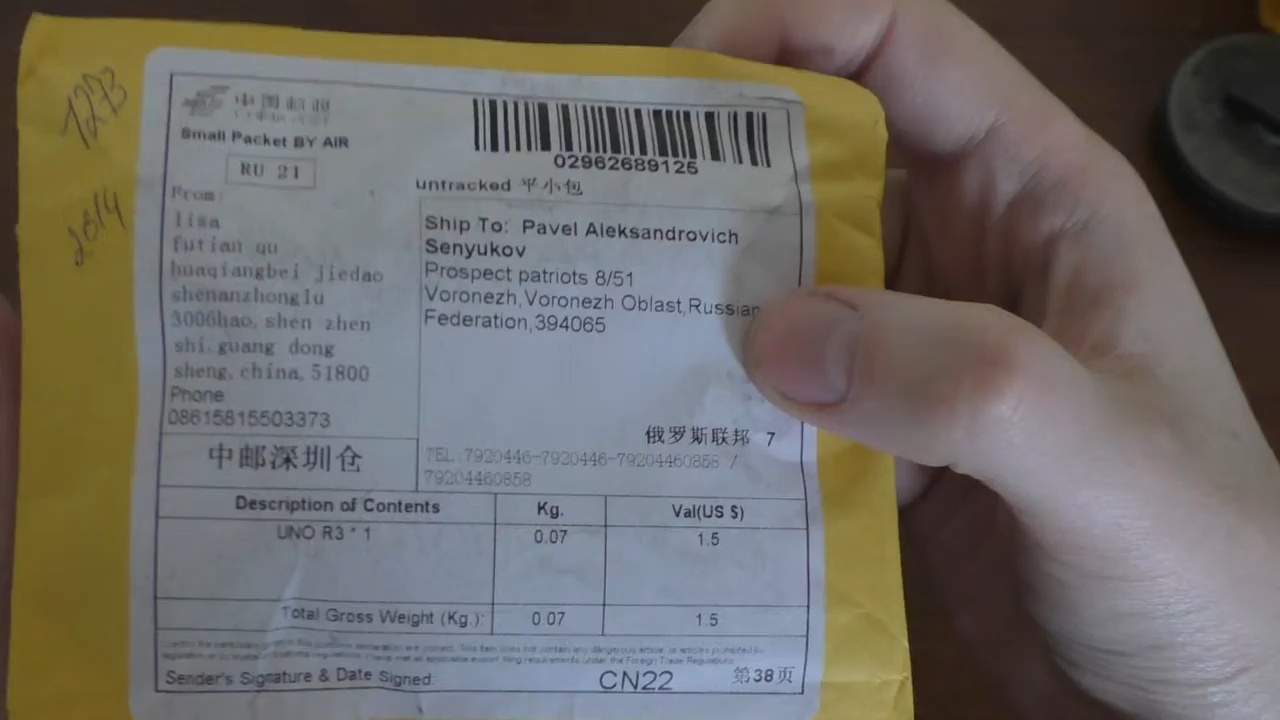 1273
2814
中国邮政
Small Packet BY AIR
RU 21
02962689125
untracked 平小包
From:
lisa
futian qu
huaqiangbei jiedao
shenanzhonglu
3006hao, shen zhen
shi, guang dong
sheng, china, 51800
Phone:
08615815503373
中邮深圳仓
Ship To: Pavel Aleksandrovich
Senyukov
Prospect patriots 8/51
Voronezh,Voronezh Oblast,Russian
Federation,394065
俄罗斯联邦 7
TEL:7920446-7920446-79204460858 /
79204460858
Description of Contents Kg. Val(US $)
UNO R3 * 1 0.07 1.5
Total Gross Weight (Kg.): 0.07 1.5
Sender's Signature & Date Signed:
CN22 第38页